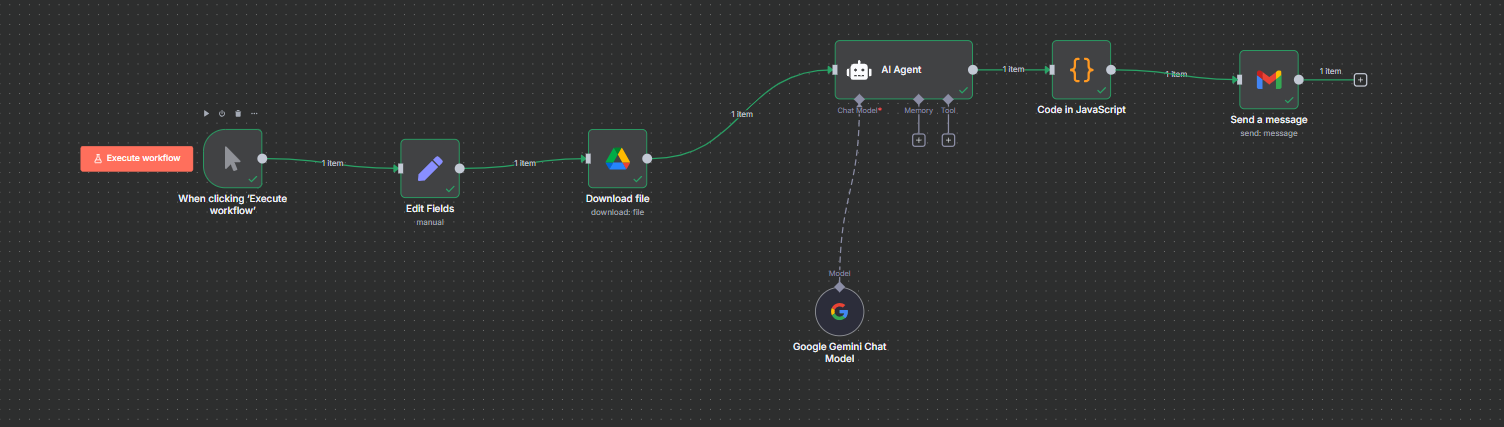 Execute workflow
When clicking ‘Execute
workflow’
1 item
Edit Fields
manual
1 item
Download file
download: file
1 item
AI Agent
Chat Model*
Memory
Tool
Model
Google Gemini Chat
Model
1 item
{}
Code in JavaScript
1 item
Send a message
send: message
1 item